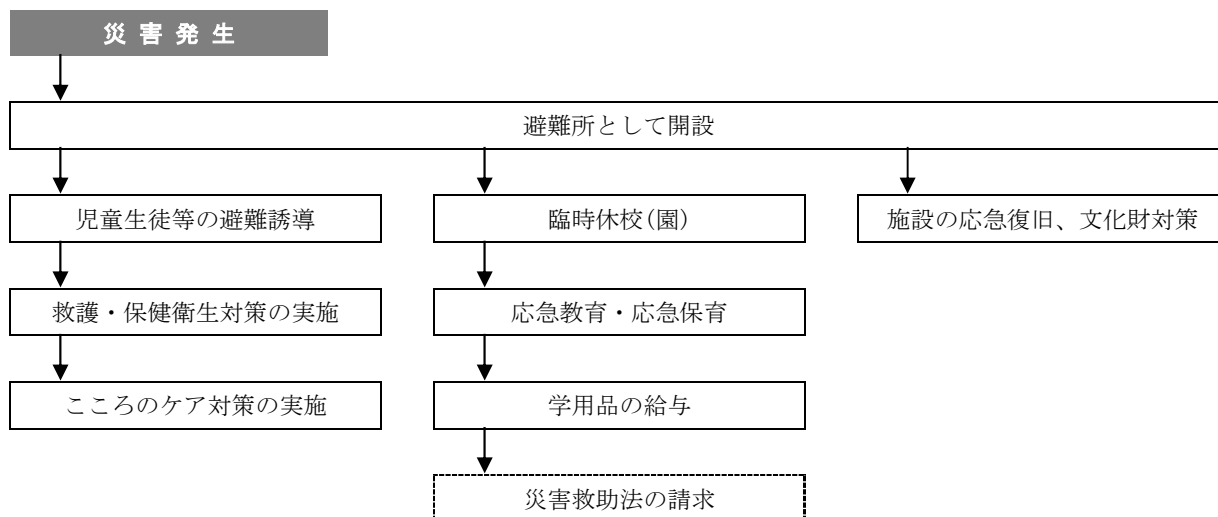 災害発生
避難所として開設
児童生徒等の避難誘導
臨時休校(園)
施設の応急復旧、文化財対策
救護・保健衛生対策の実施
応急教育・応急保育
こころのケア対策の実施
学用品の給与
災害救助法の請求